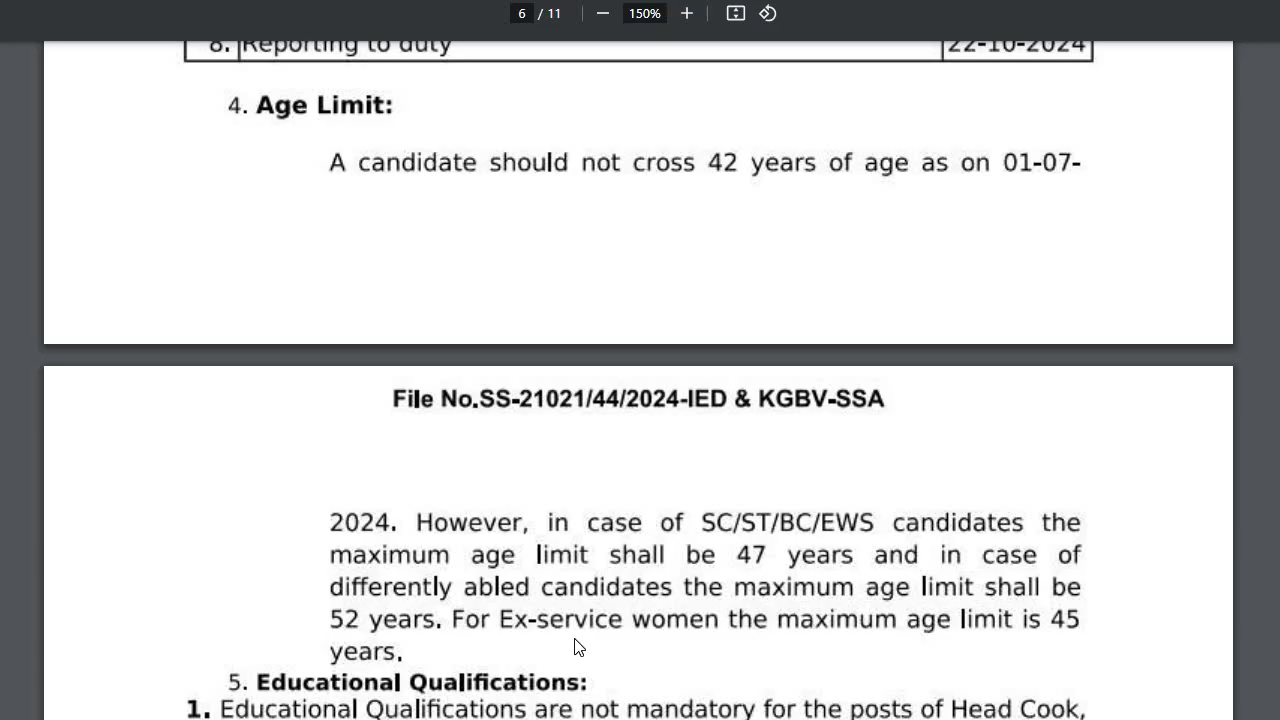 6 / 11 150%
8. Reporting to duty 22-10-2024
4. Age Limit:
A candidate should not cross 42 years of age as on 01-07-
File No.SS-21021/44/2024-IED & KGBV-SSA
2024. However, in case of SC/ST/BC/EWS candidates the
maximum age limit shall be 47 years and in case of
differently abled candidates the maximum age limit shall be
52 years. For Ex-service women the maximum age limit is 45
years.
5. Educational Qualifications:
1. Educational Qualifications are not mandatory for the posts of Head Cook,